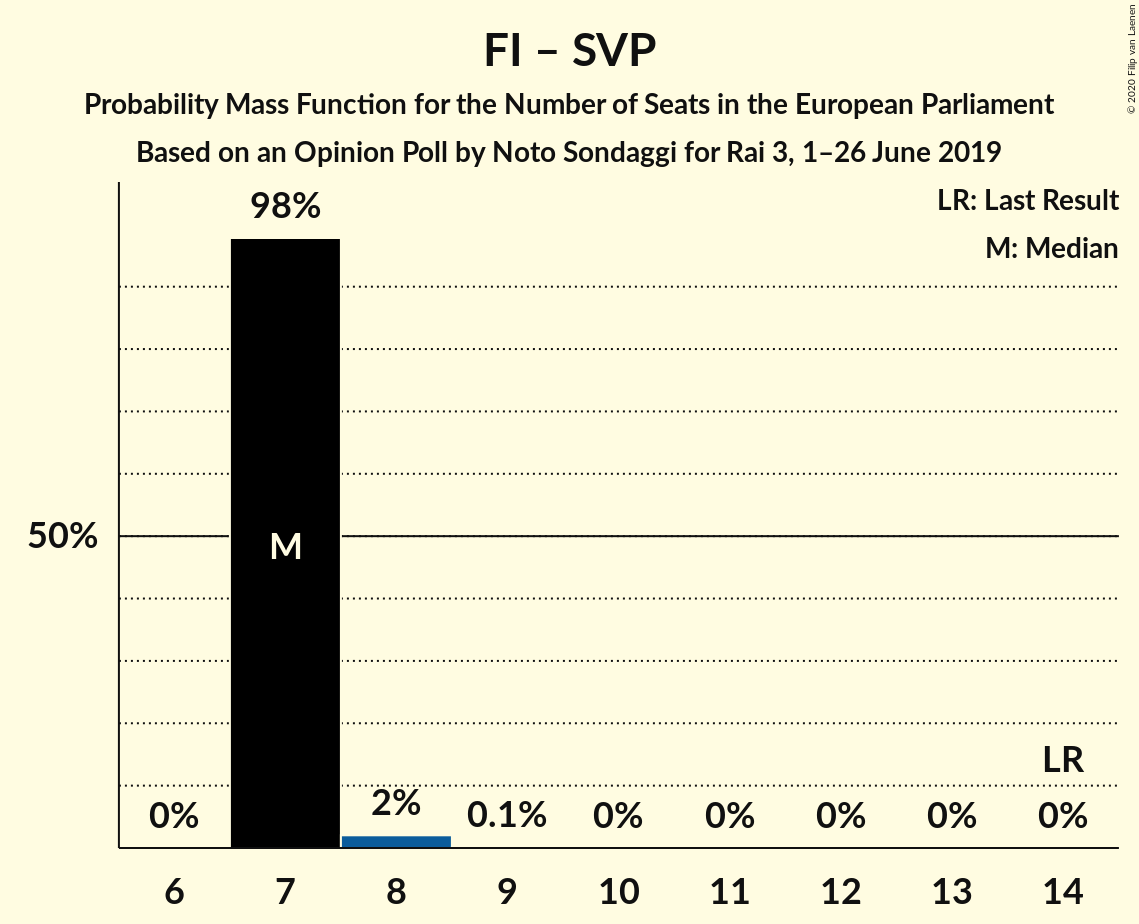 FI – SVP
Probability Mass Function for the Number of Seats in the European Parliament
Based on an Opinion Poll by Noto Sondaggi for Rai 3, 1–26 June 2019
© 2020 Filip van Laenen
LR: Last Result
M: Median
98%
50%
M
LR
0%
2%
0.1%
0%
0%
0%
0%
0%
6 7 8 9 10 11 12 13 14